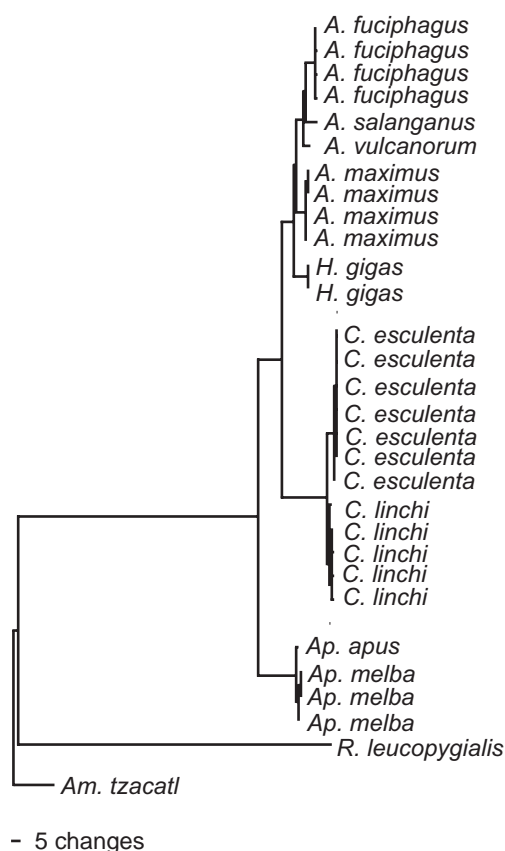 A. fuciphagus
A. fuciphagus
A. fuciphagus
A. fuciphagus
A. salanganus
A. vulcanorum
A. maximus
A. maximus
A. maximus
A. maximus
H. gigas
H. gigas
C. esculenta
C. esculenta
C. esculenta
C. esculenta
C. esculenta
C. esculenta
C. esculenta
C. linchi
C. linchi
C. linchi
C. linchi
C. linchi
Ap. apus
Ap. melba
Ap. melba
Ap. melba
R. leucopygialis
Am. tzacatl
5 changes